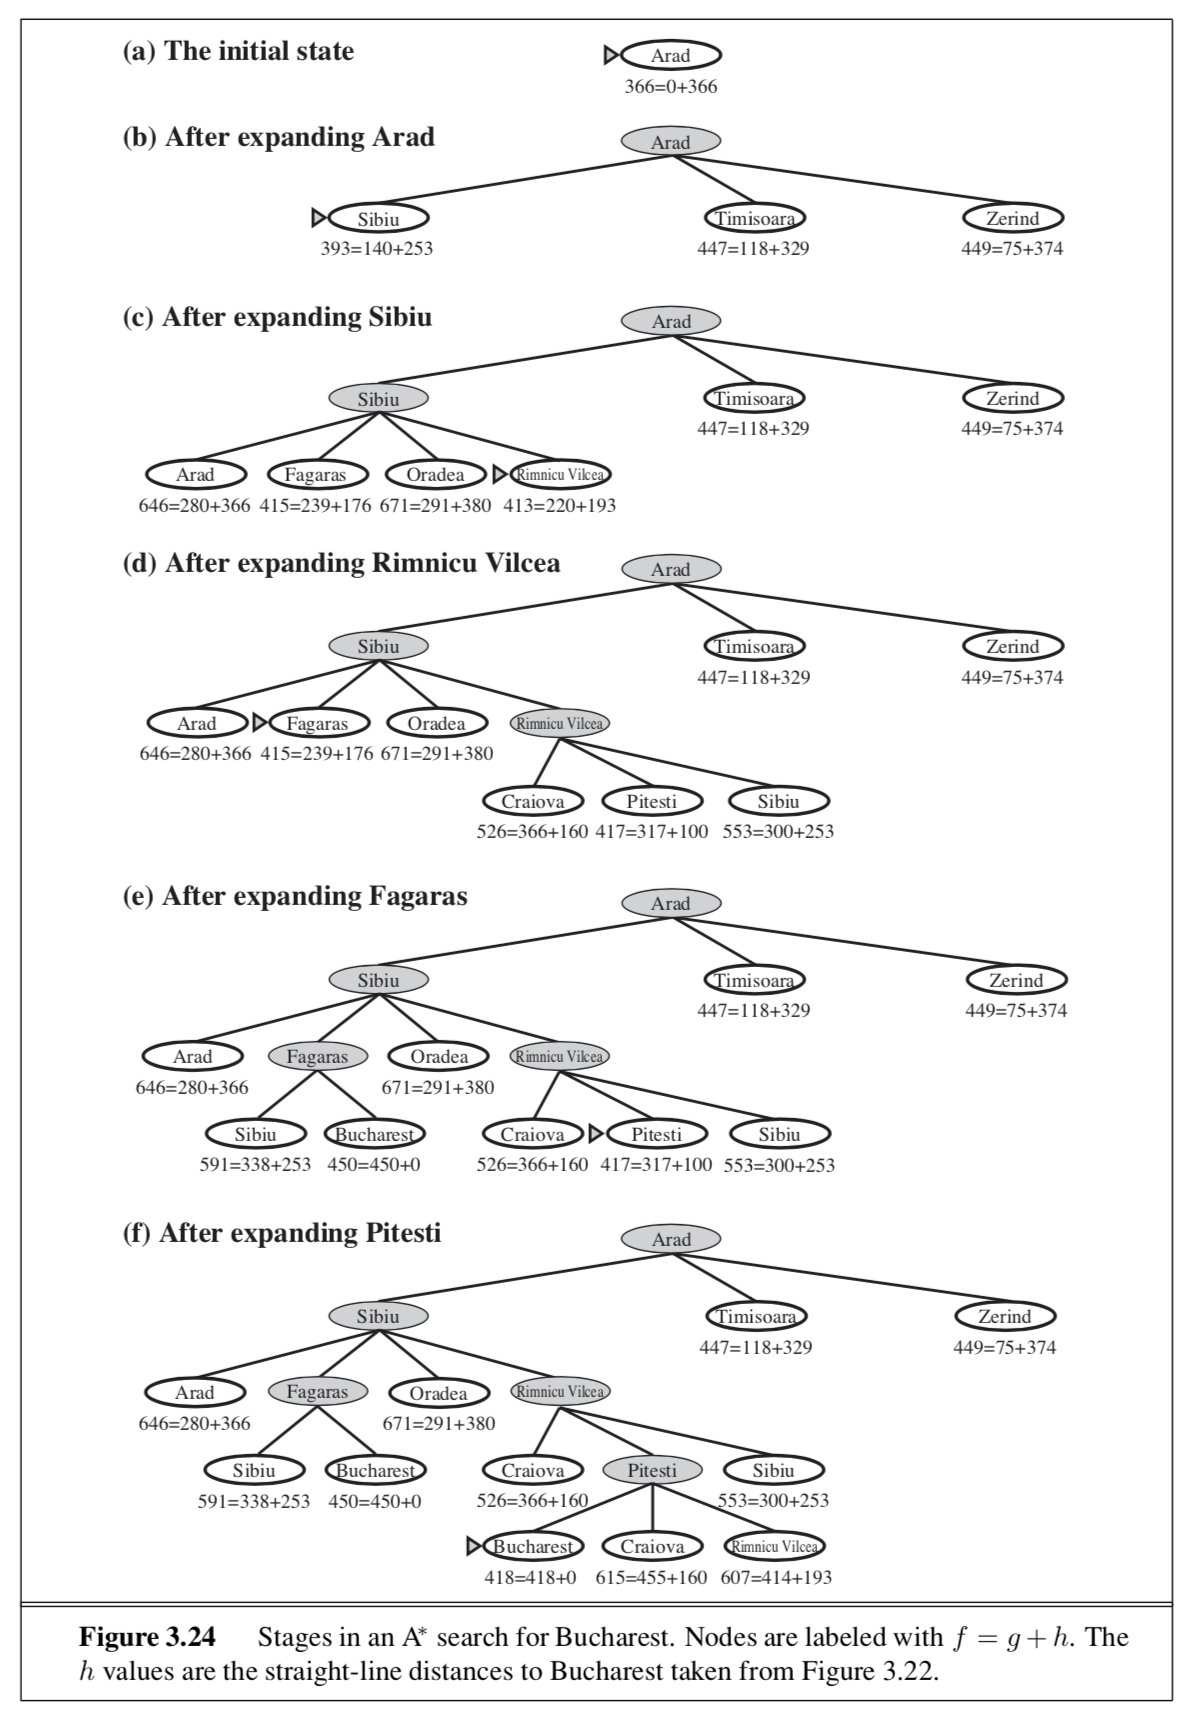 (a) The initial state
Arad
366=0+366
(b) After expanding Arad
Arad
Sibiu Timisoara Zerind
393=140+253 447=118+329 449=75+374
(c) After expanding Sibiu
Arad
Sibiu Timisoara Zerind
447=118+329 449=75+374
Arad Fagaras Oradea Rimnicu Vilcea
646=280+366 415=239+176 671=291+380 413=220+193
(d) After expanding Rimnicu Vilcea
Arad
Sibiu Timisoara Zerind
447=118+329 449=75+374
Arad Fagaras Oradea Rimnicu Vilcea
646=280+366 415=239+176 671=291+380
Craiova Pitesti Sibiu
526=366+160 417=317+100 553=300+253
(e) After expanding Fagaras
Arad
Sibiu Timisoara Zerind
447=118+329 449=75+374
Arad Fagaras Oradea Rimnicu Vilcea
646=280+366 671=291+380
Sibiu Bucharest Craiova Pitesti Sibiu
591=338+253 450=450+0 526=366+160 417=317+100 553=300+253
(f) After expanding Pitesti
Arad
Sibiu Timisoara Zerind
447=118+329 449=75+374
Arad Fagaras Oradea Rimnicu Vilcea
646=280+366 671=291+380
Sibiu Bucharest Craiova Pitesti Sibiu
591=338+253 450=450+0 526=366+160 553=300+253
Bucharest Craiova Rimnicu Vilcea
418=418+0 615=455+160 607=414+193
Figure 3.24 Stages in an A* search for Bucharest. Nodes are labeled with f = g + h. The
h values are the straight-line distances to Bucharest taken from Figure 3.22.